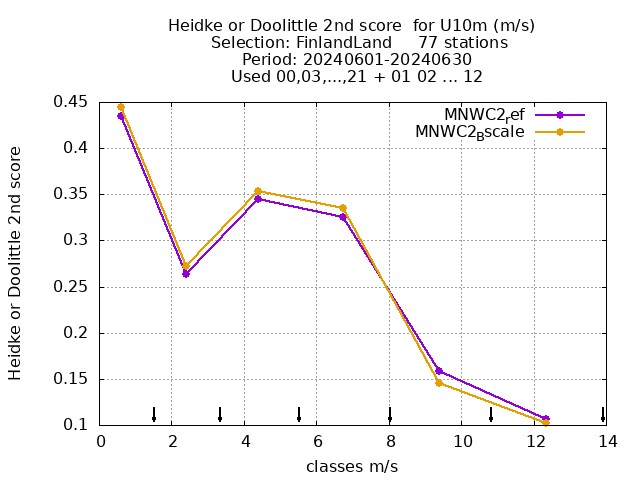 Heidke or Doolittle 2nd score  for U10m (m/s)
Selection: FinlandLand     77 stations
Period: 20240601-20240630
Used 00,03,...,21 + 01 02 ... 12
MNWC2ref
MNWC2Bscale
Heidke or Doolittle 2nd score
0.45
0.4
0.35
0.3
0.25
0.2
0.15
0.1
0 2 4 6 8 10 12 14
classes m/s